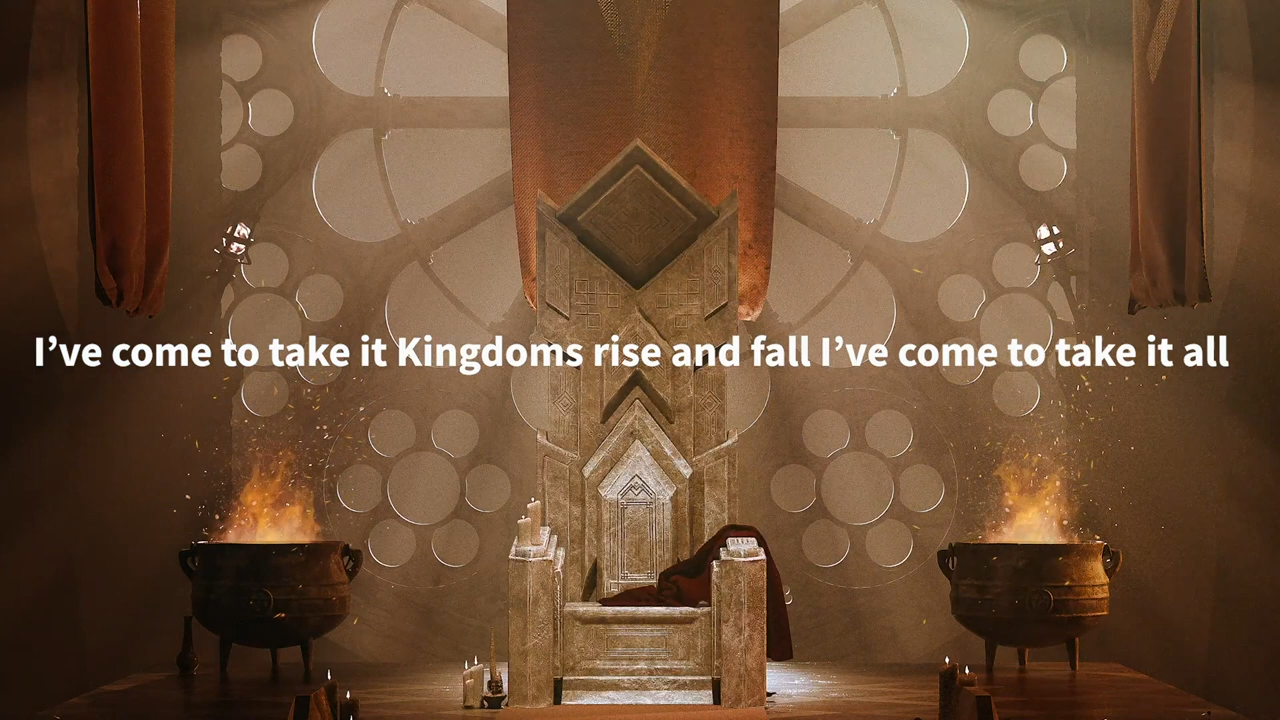 I’ve come to take it Kingdoms rise and fall I’ve come to take it all